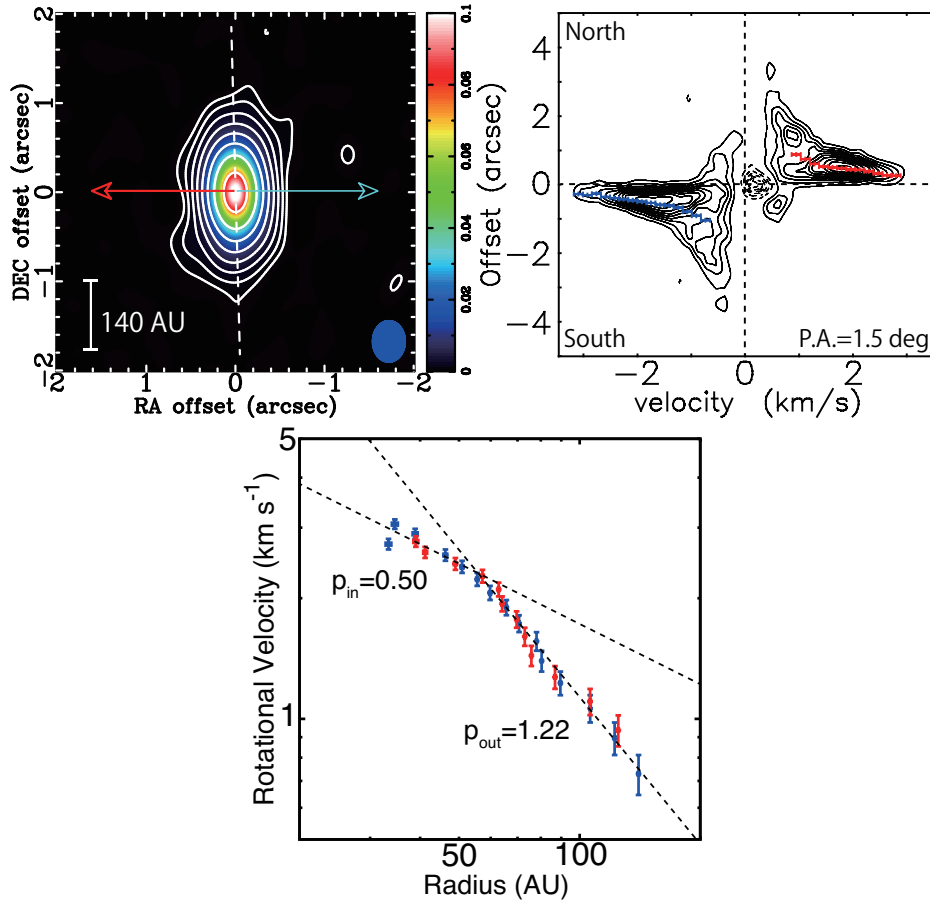 DEC offset (arcsec)
2
1
0
-1
-2
2
1
0
-1
-2
RA offset (arcsec)
140 AU
0.1
0.08
0.06
0.04
0.02
0
Offset (arcsec)
4
2
0
-2
-4
North
South
P.A.=1.5 deg
-2
0
2
velocity (km/s)
Rotational Velocity (km s-1)
5
1
p_in=0.50
p_out=1.22
50
100
Radius (AU)